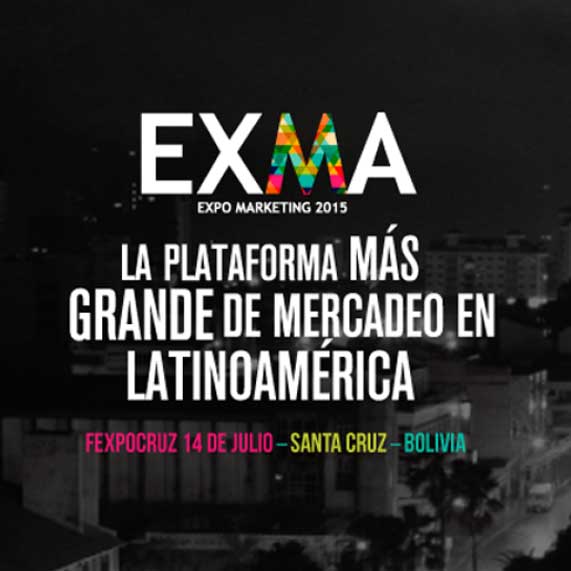 EXMA
EXPO MARKETING 2015
LA PLATAFORMA MÁS
GRANDE DE MERCADEO EN
LATINOAMÉRICA
FEXPOCRUZ 14 DE JULIO – SANTA CRUZ – BOLIVIA